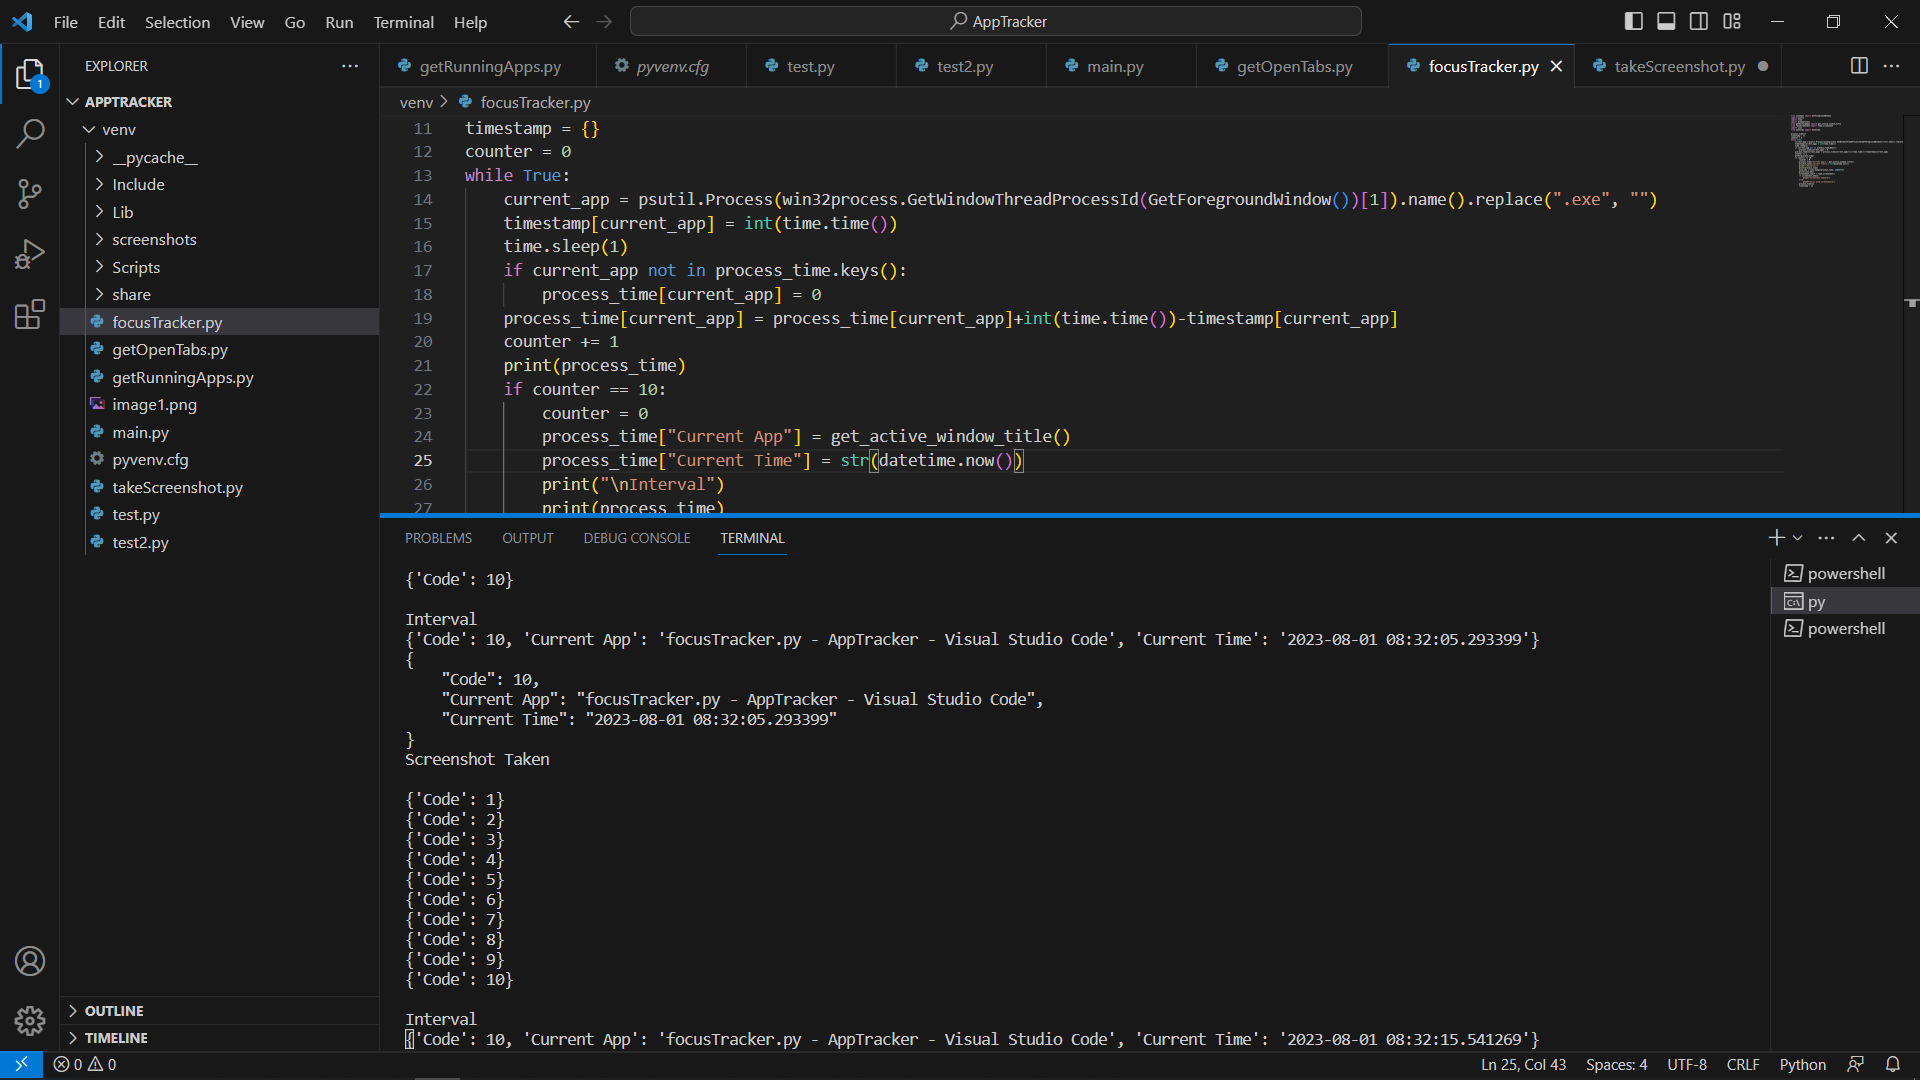 File Edit Selection View Go Run Terminal Help
AppTracker
EXPLORER
getRunningApps.py pyvenv.cfg test.py test2.py main.py getOpenTabs.py focusTracker.py takeScreenshot.py
1
APPTRACKER
venv
__pycache__
Include
Lib
screenshots
Scripts
share
focusTracker.py
getOpenTabs.py
getRunningApps.py
image1.png
main.py
pyvenv.cfg
takeScreenshot.py
test.py
test2.py
OUTLINE
TIMELINE
venv > focusTracker.py
11 timestamp = {}
12 counter = 0
13 while True:
14 current_app = psutil.Process(win32process.GetWindowThreadProcessId(GetForegroundWindow())[1]).name().replace(".exe", "")
15 timestamp[current_app] = int(time.time())
16 time.sleep(1)
17 if current_app not in process_time.keys():
18 process_time[current_app] = 0
19 process_time[current_app] = process_time[current_app]+int(time.time())-timestamp[current_app]
20 counter += 1
21 print(process_time)
22 if counter == 10:
23 counter = 0
24 process_time["Current App"] = get_active_window_title()
25 process_time["Current Time"] = str(datetime.now())
26 print("\nInterval")
27 print(process_time)
PROBLEMS OUTPUT DEBUG CONSOLE TERMINAL
{'Code': 10}
Interval
{'Code': 10, 'Current App': 'focusTracker.py - AppTracker - Visual Studio Code', 'Current Time': '2023-08-01 08:32:05.293399'}
{
"Code": 10,
"Current App": "focusTracker.py - AppTracker - Visual Studio Code",
"Current Time": "2023-08-01 08:32:05.293399"
}
Screenshot Taken
{'Code': 1}
{'Code': 2}
{'Code': 3}
{'Code': 4}
{'Code': 5}
{'Code': 6}
{'Code': 7}
{'Code': 8}
{'Code': 9}
{'Code': 10}
Interval
{'Code': 10, 'Current App': 'focusTracker.py - AppTracker - Visual Studio Code', 'Current Time': '2023-08-01 08:32:15.541269'}
powershell
py
powershell
0 0
Ln 25, Col 43 Spaces: 4 UTF-8 CRLF Python